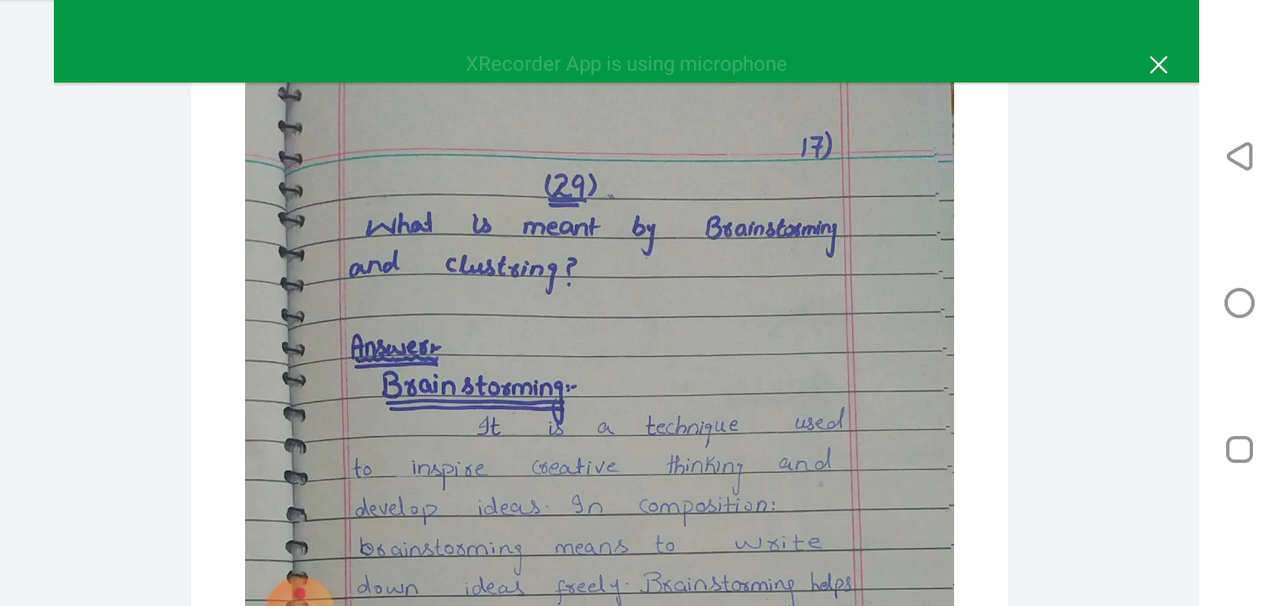 XRecorder App is using microphone
17)
(29).
What is meant by Brainstorming
and clustring?
Answer:-
Brainstorming:-
It is a technique used
to inspire creative thinking and
develop ideas. In composition:
brainstorming means to write
down ideas freely. Brainstorming helps